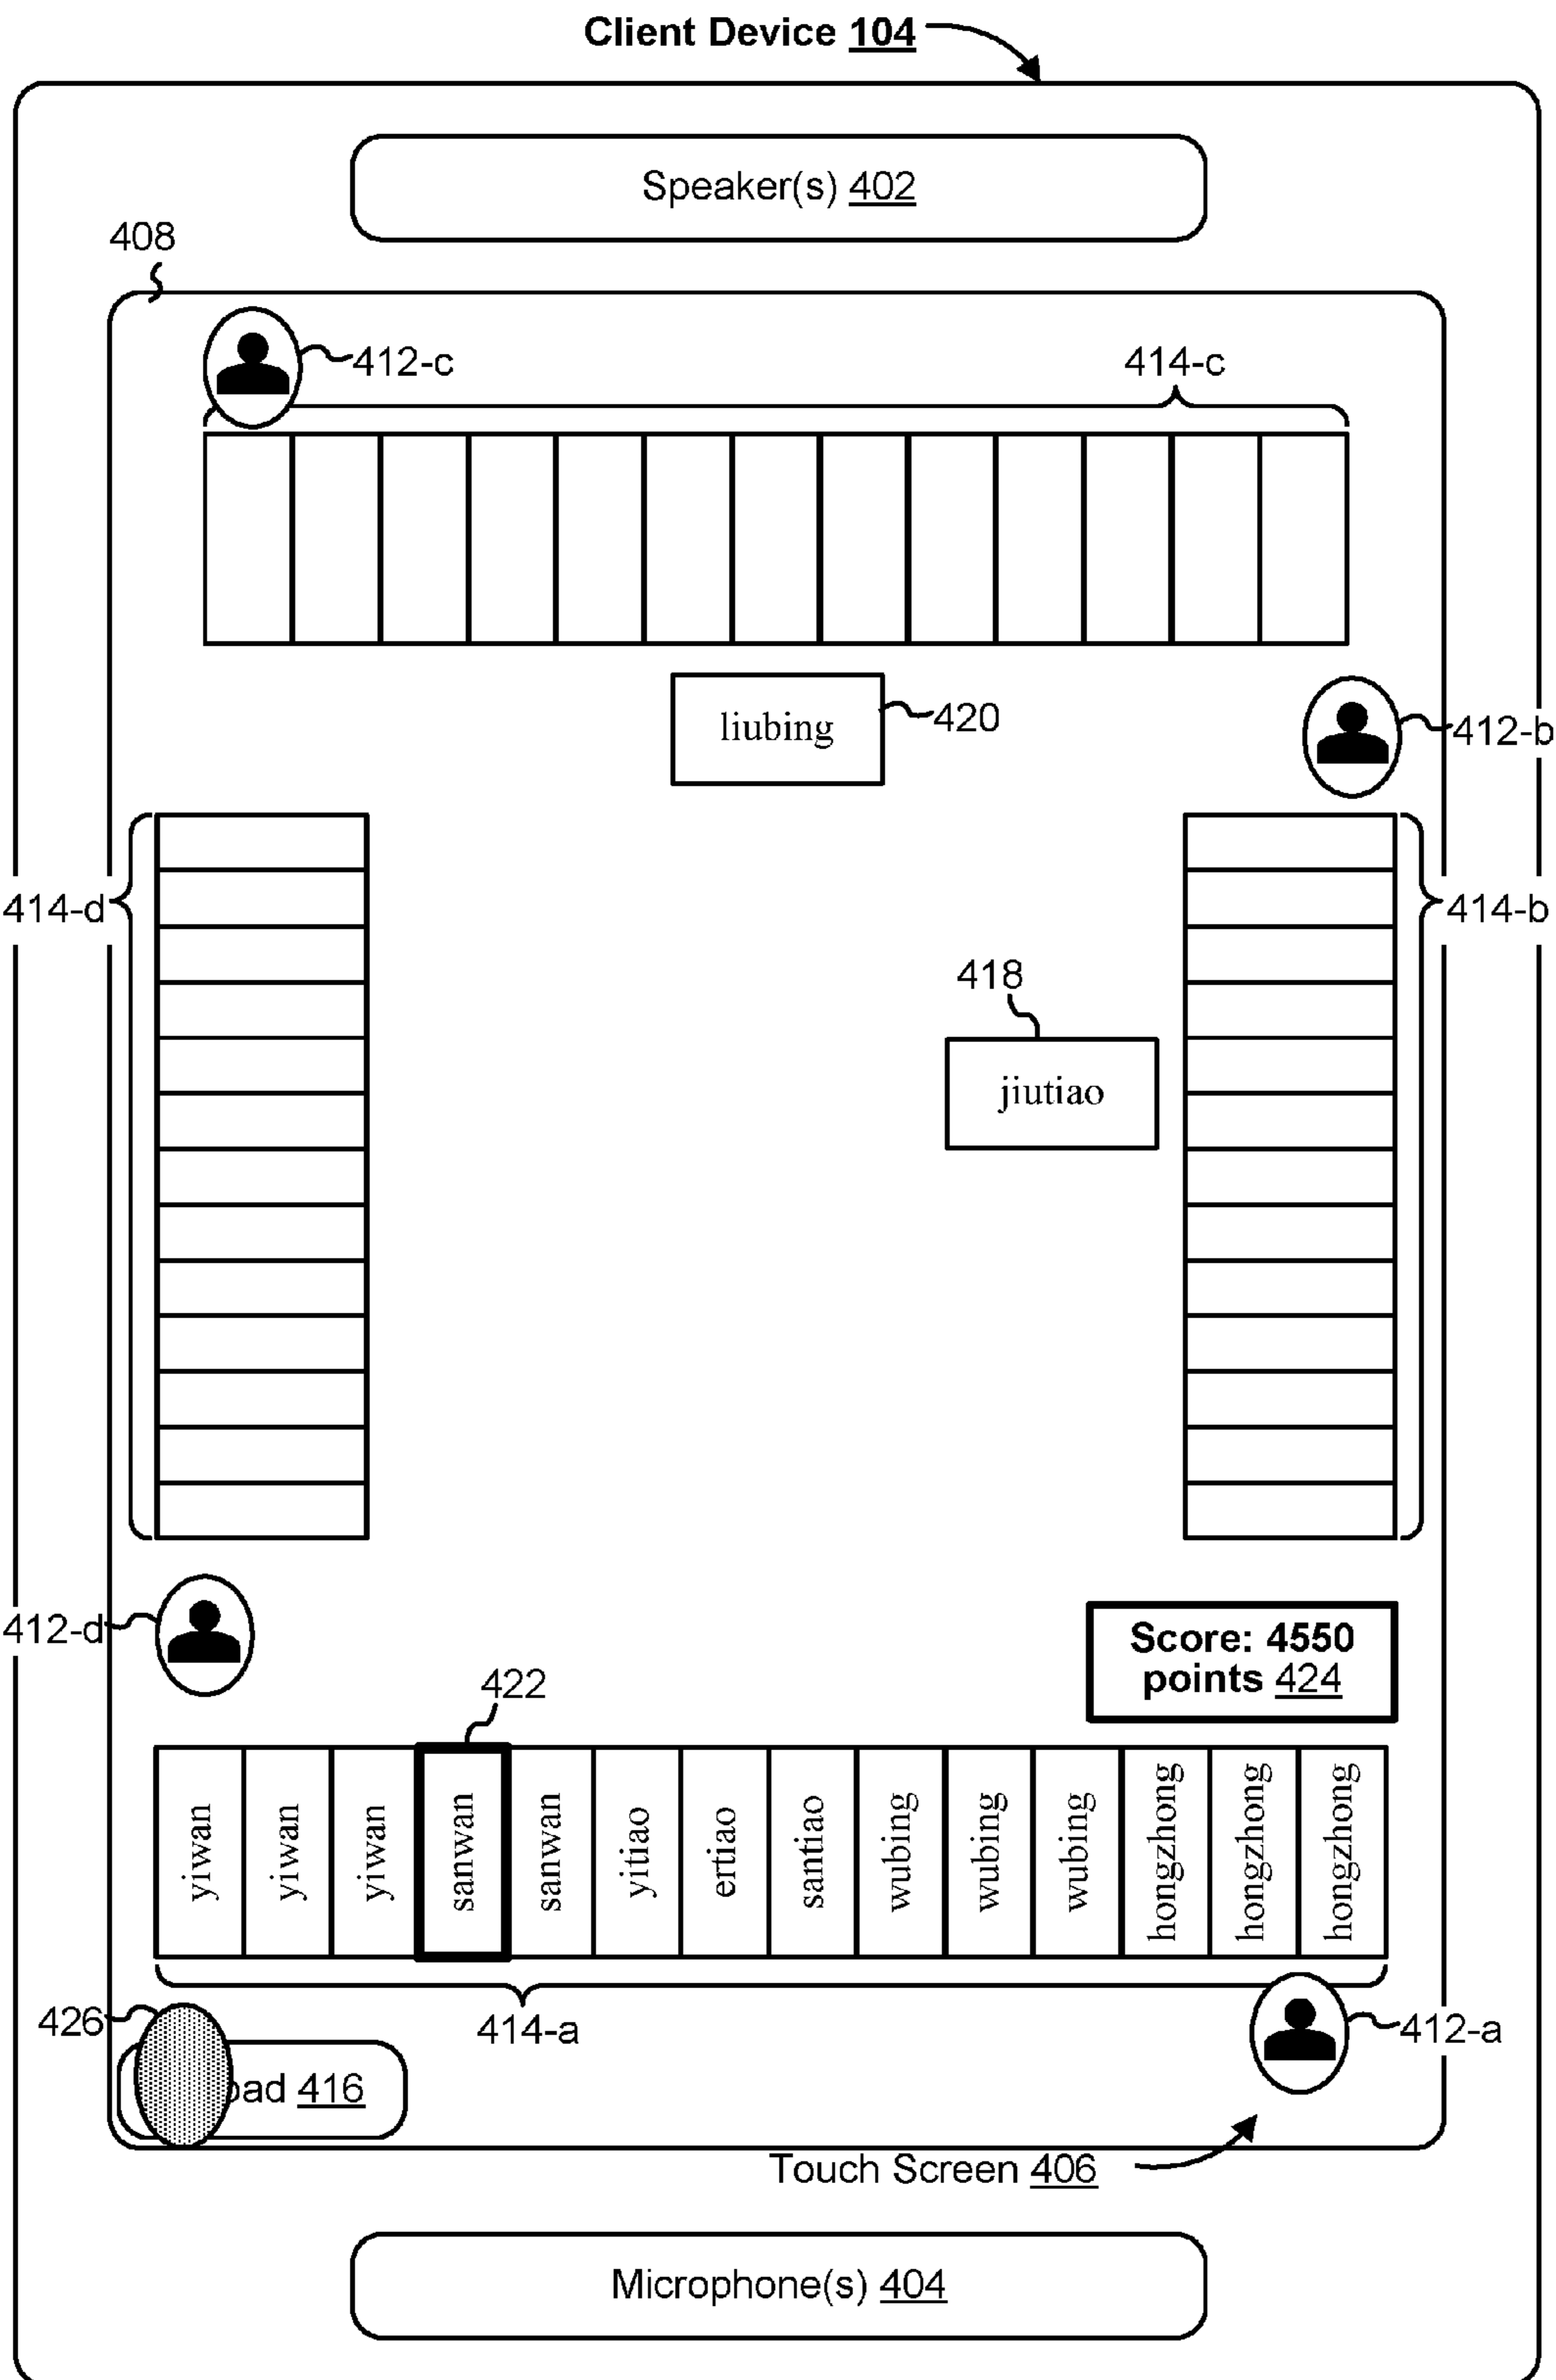 Client Device 104
Speaker(s) 402
408
412-c
414-c
liubing
420
412-b
414-d
414-b
418
jiutiao
412-d
Score: 4550
points 424
422
yiwan
yiwan
yiwan
sanwan
sanwan
yitiao
ertiao
santiao
wubing
wubing
wubing
hongzhong
hongzhong
hongzhong
426
414-a
412-a
416
Touch Screen 406
Microphone(s) 404